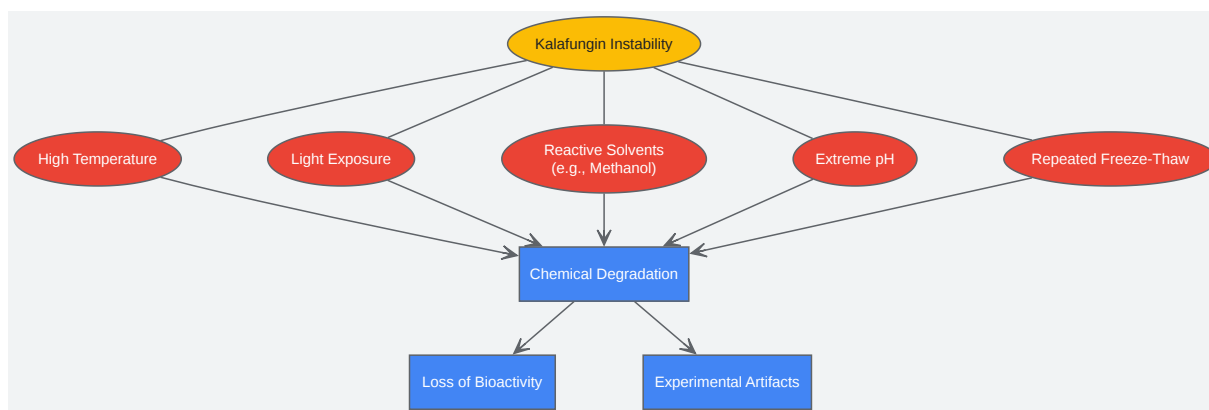 Kalafungin Instability
High Temperature
Light Exposure
Reactive Solvents
(e.g., Methanol)
Extreme pH
Repeated Freeze-Thaw
Chemical Degradation
Loss of Bioactivity
Experimental Artifacts